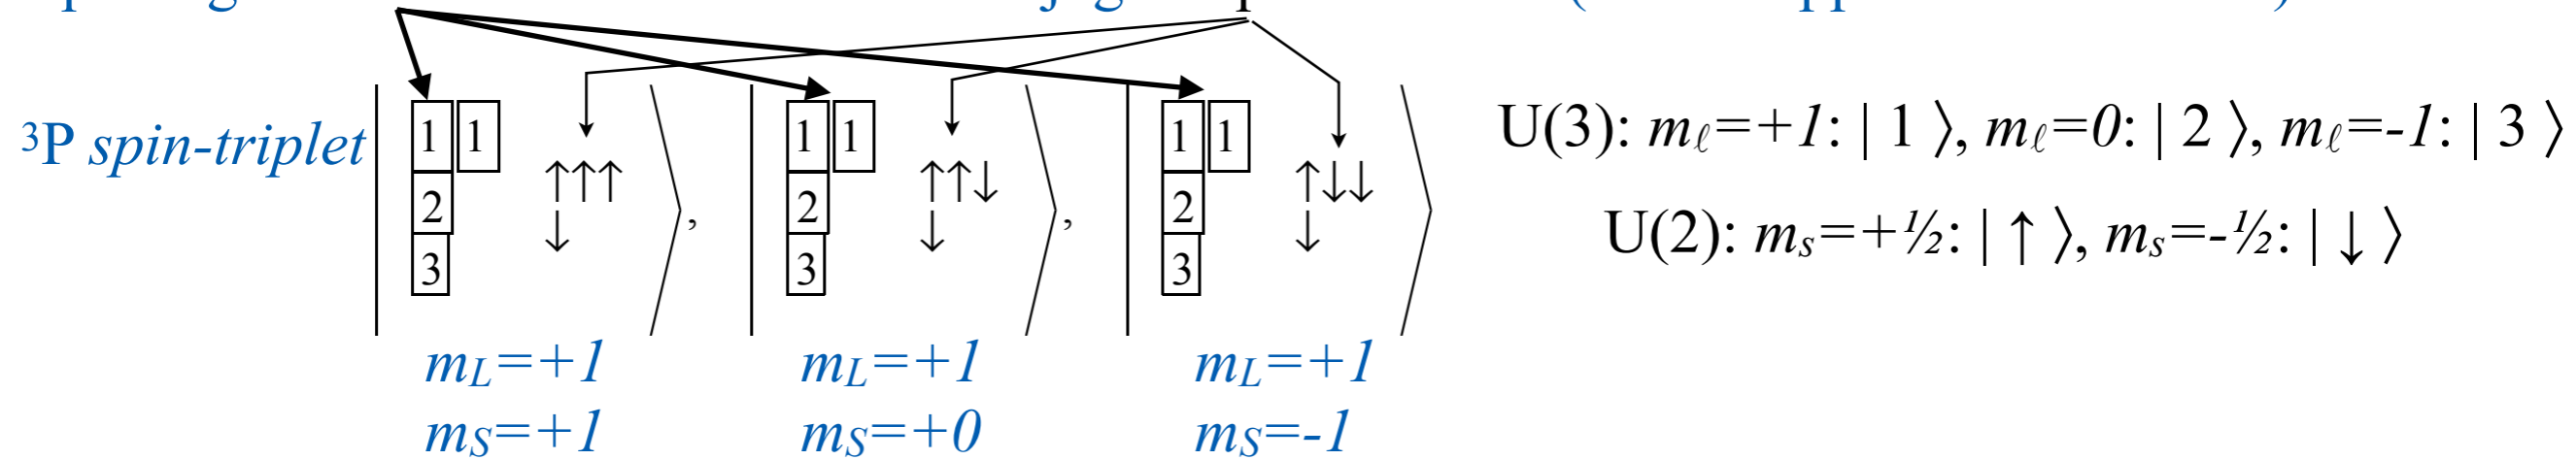 ³P spin-triplet | 1 1 ↑↑↑ ⟩, | 1 1 ↑↑↓ ⟩, | 1 1 ↑↓↓ ⟩ U(3): mℓ=+1: | 1 ⟩, mℓ=0: | 2 ⟩, mℓ=-1: | 3 ⟩
2 ↓ 2 ↓ 2 ↓ U(2): ms=+½: | ↑ ⟩, ms=-½: | ↓ ⟩
3 3 3
mL=+1 mL=+1 mL=+1
mS=+1 mS=+0 mS=-1